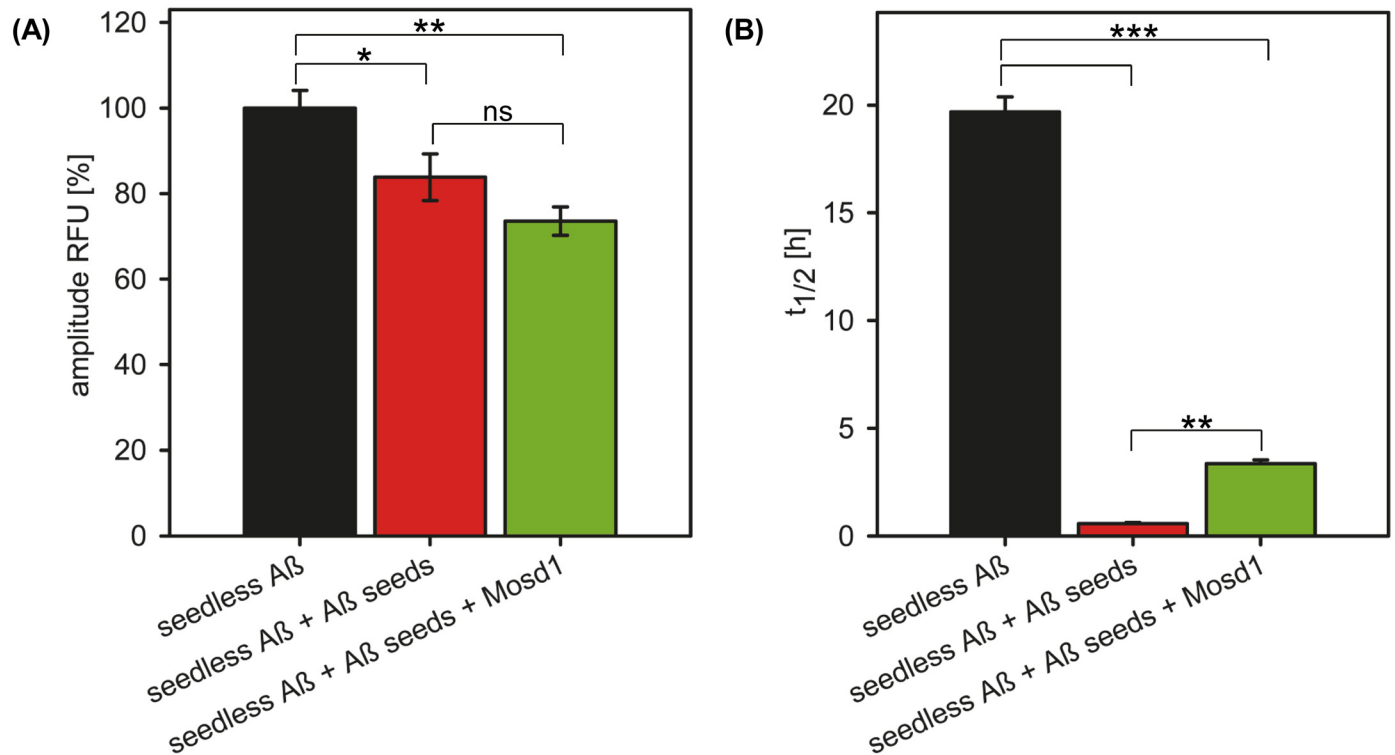 (A)
amplitude RFU [%]
120
100
80
60
40
20
0
**
*
ns
seedless Aß
seedless Aß + Aß seeds
seedless Aß + Aß seeds + Mosd1
(B)
t1/2 [h]
20
15
10
5
0
***
**
seedless Aß
seedless Aß + Aß seeds
seedless Aß + Aß seeds + Mosd1